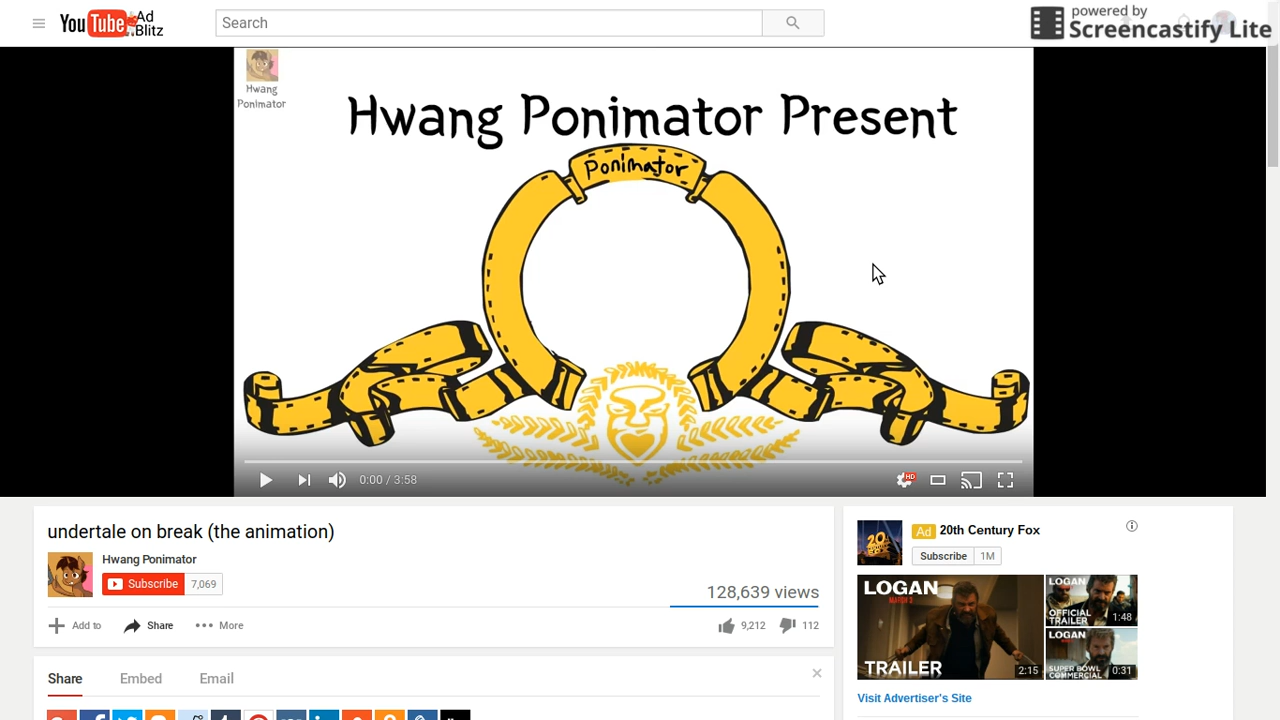 YouTube Ad
Blitz
Search
powered by
Screencastify Lite
Hwang
Ponimator
Hwang Ponimator Present
Ponimator
0:00 / 3:58
HD
undertale on break (the animation)
Hwang Ponimator
Subscribe 7,069
128,639 views
Add to Share More
9,212 112
Share Embed Email
Ad 20th Century Fox
Subscribe 1M
LOGAN
MARCH 3
TRAILER
2:15
LOGAN
OFFICIAL
TRAILER
1:48
LOGAN
SUPER BOWL
COMMERCIAL
0:31
Visit Advertiser's Site